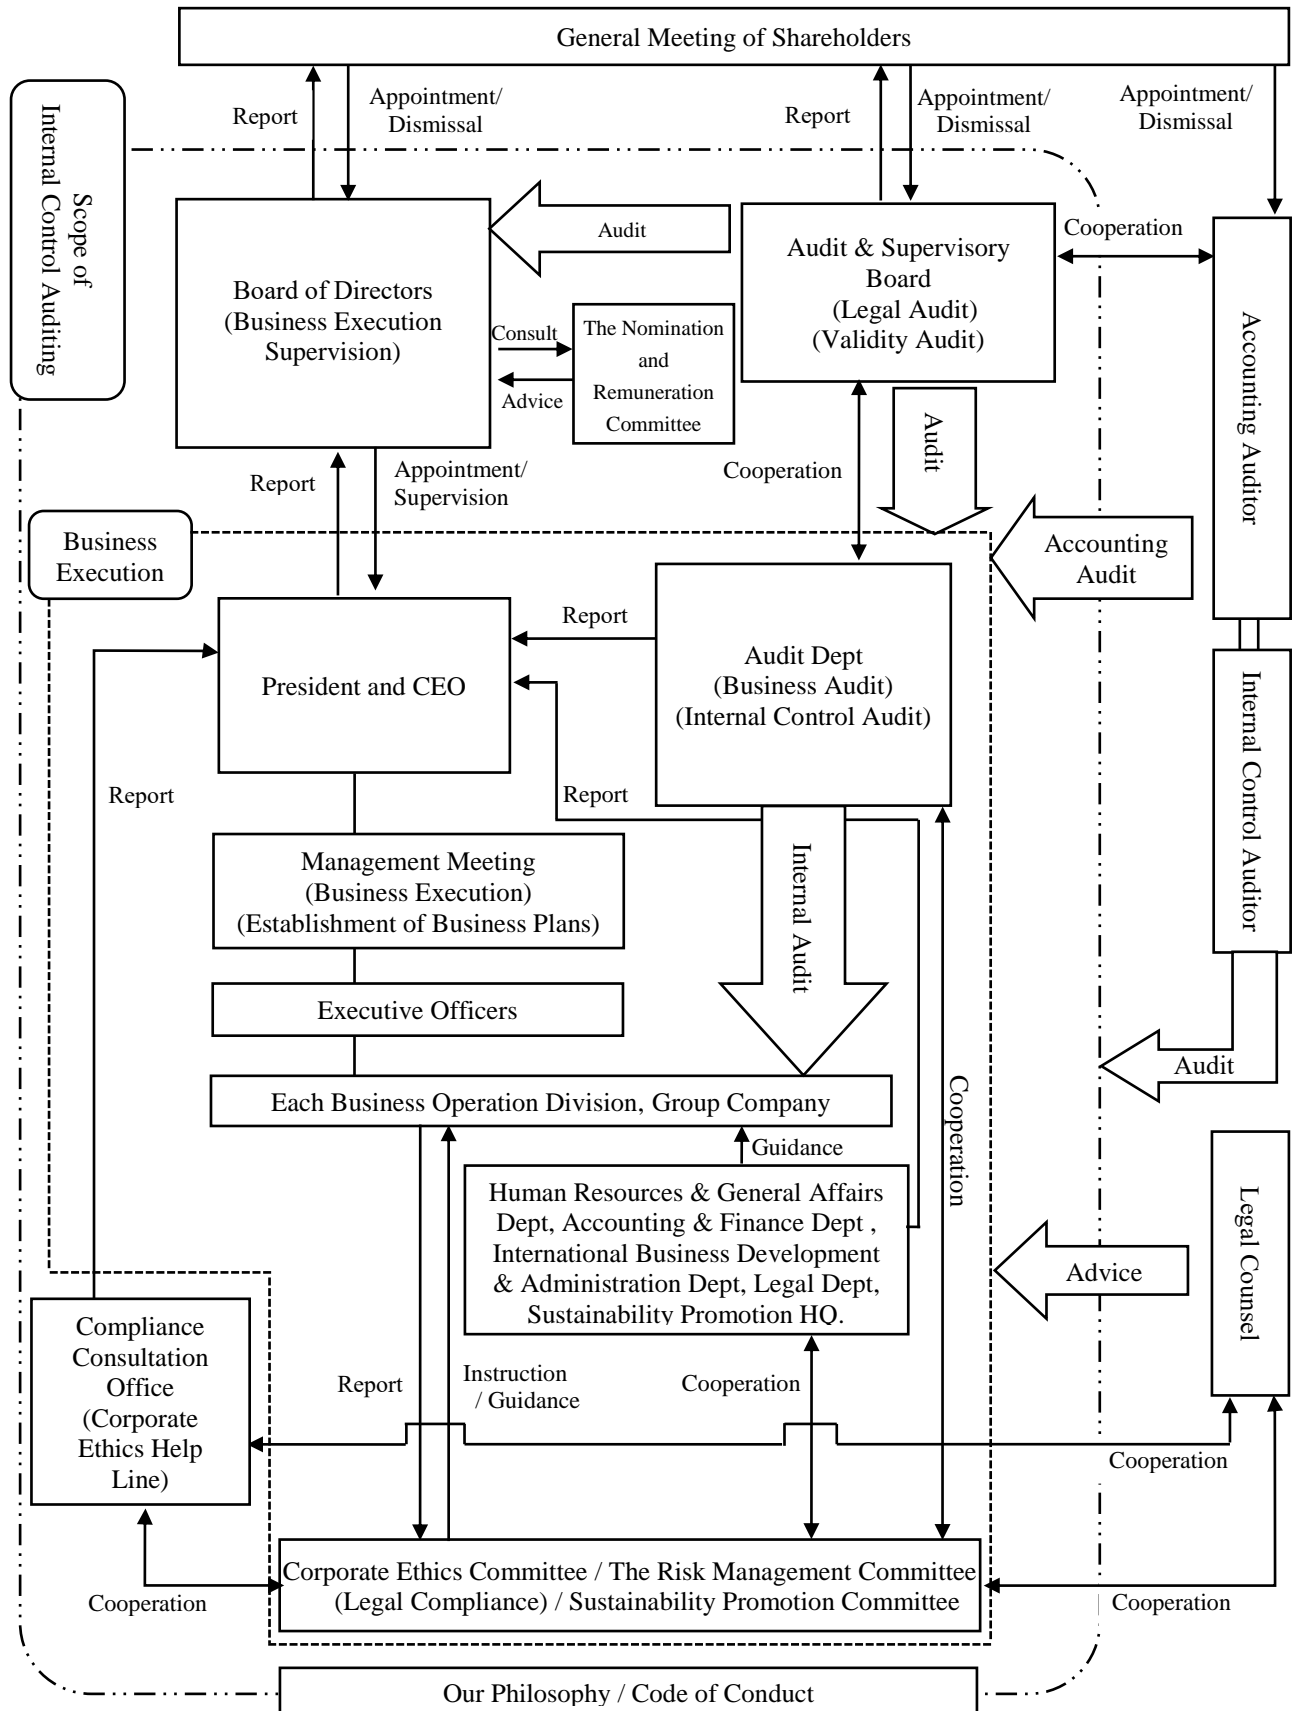 General Meeting of Shareholders
Scope of
Internal Control Auditing
Report
Appointment/
Dismissal
Report
Appointment/
Dismissal
Appointment/
Dismissal
Board of Directors
(Business Execution
Supervision)
Audit
Audit & Supervisory
Board
(Legal Audit)
(Validity Audit)
Cooperation
Accounting Auditor
Consult
Advice
The Nomination
and
Remuneration
Committee
Report
Appointment/
Supervision
Cooperation
Audit
Business
Execution
Accounting
Audit
President and CEO
Report
Audit Dept
(Business Audit)
(Internal Control Audit)
Internal Control Auditor
Report
Report
Management Meeting
(Business Execution)
(Establishment of Business Plans)
Internal Audit
Executive Officers
Audit
Each Business Operation Division, Group Company
Cooperation
Guidance
Human Resources & General Affairs
Dept, Accounting & Finance Dept ,
International Business Development
& Administration Dept, Legal Dept,
Sustainability Promotion HQ.
Advice
Legal Counsel
Compliance
Consultation
Office
(Corporate
Ethics Help
Line)
Report
Instruction
/ Guidance
Cooperation
Cooperation
Corporate Ethics Committee / The Risk Management Committee
(Legal Compliance) / Sustainability Promotion Committee
Cooperation
Cooperation
Our Philosophy / Code of Conduct